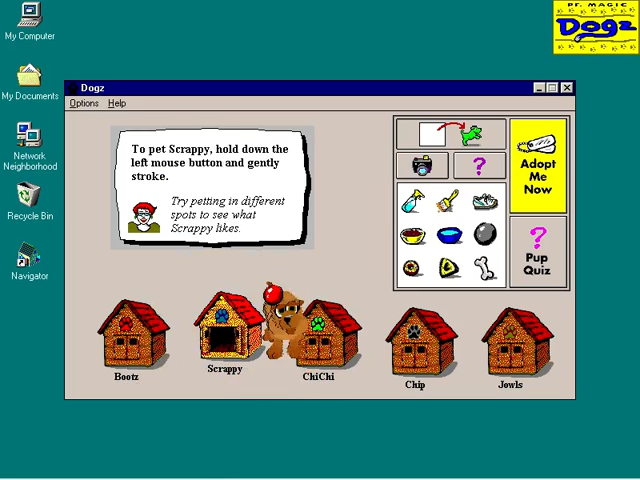 My Computer
My Documents
Network
Neighborhood
Recycle Bin
Navigator
P.F. MAGIC
Dogz
Dogz
Options Help
To pet Scrappy, hold down the
left mouse button and gently
stroke.
Try petting in different
spots to see what
Scrappy likes.
?
Adopt
Me
Now
?
Pup
Quiz
Bootz
Scrappy
ChiChi
Chip
Jowls